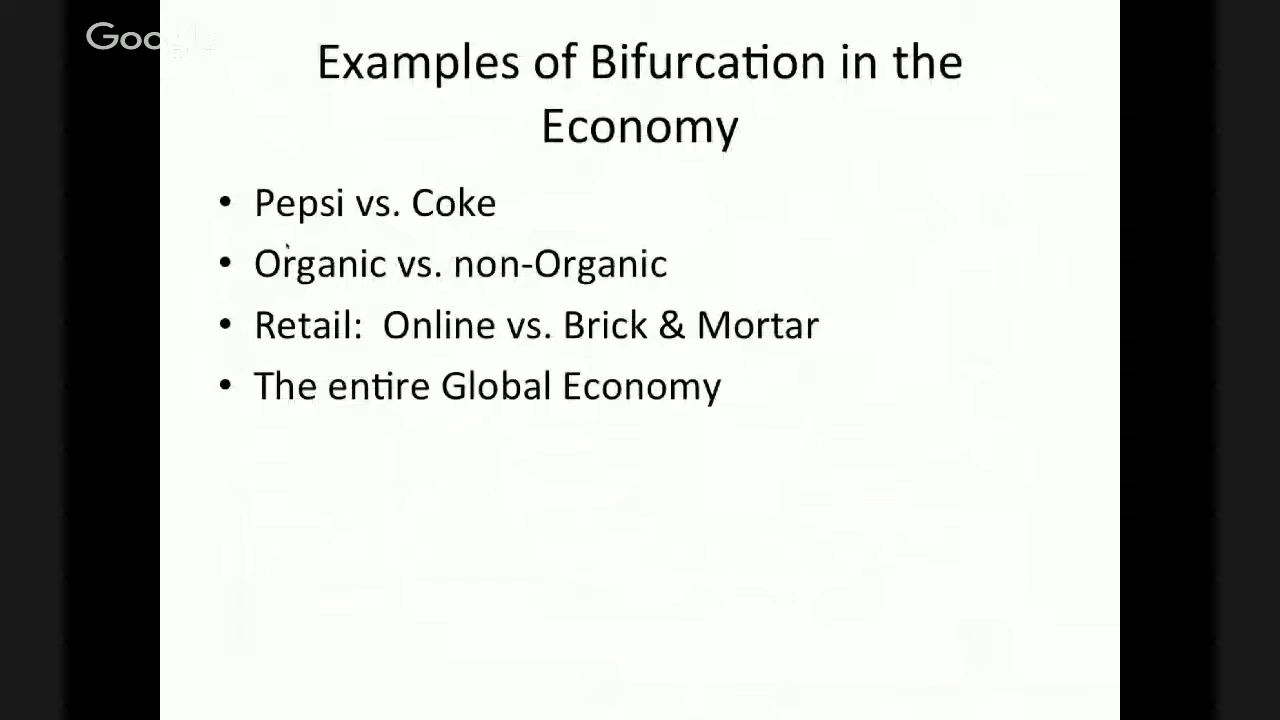 Google
Examples of Bifurcation in the
Economy
• Pepsi vs. Coke
• Organic vs. non-Organic
• Retail: Online vs. Brick & Mortar
• The entire Global Economy